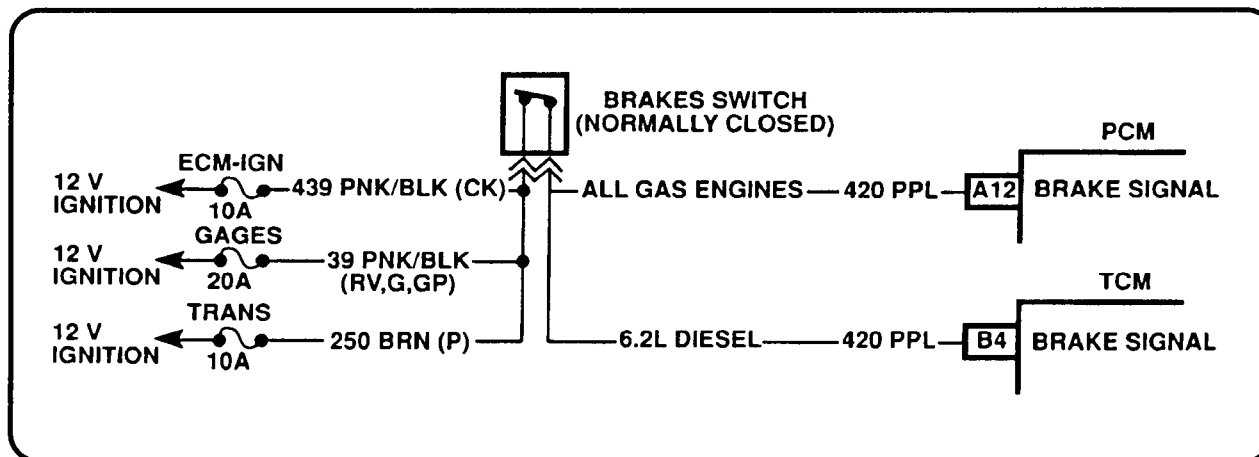 BRAKES SWITCH
(NORMALLY CLOSED)
PCM
ECM-IGN
12 V
IGNITION
10A
439 PNK/BLK (CK)
ALL GAS ENGINES
420 PPL
A12
BRAKE SIGNAL
GAGES
12 V
IGNITION
20A
39 PNK/BLK
(RV,G,GP)
TCM
TRANS
12 V
IGNITION
10A
250 BRN (P)
6.2L DIESEL
420 PPL
B4
BRAKE SIGNAL